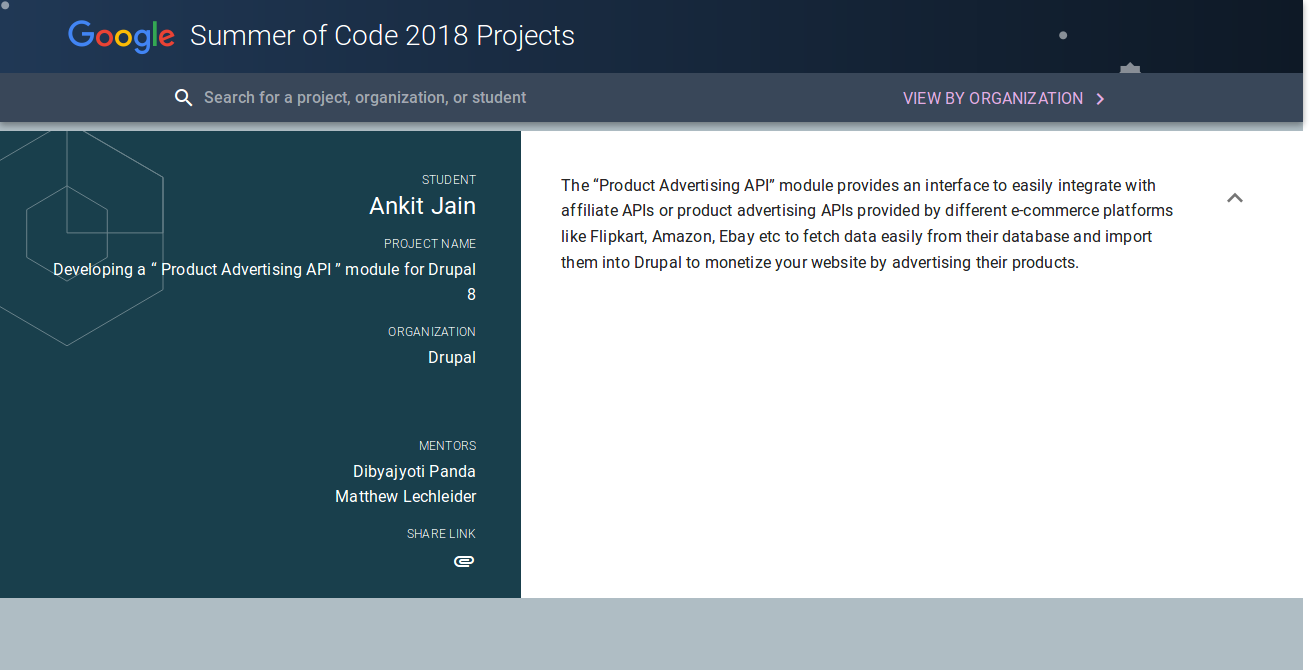 Google Summer of Code 2018 Projects
Search for a project, organization, or student
VIEW BY ORGANIZATION
STUDENT
Ankit Jain
PROJECT NAME
Developing a “ Product Advertising API ” module for Drupal
8
ORGANIZATION
Drupal
MENTORS
Dibyajyoti Panda
Matthew Lechleider
SHARE LINK
The “Product Advertising API” module provides an interface to easily integrate with
affiliate APIs or product advertising APIs provided by different e-commerce platforms
like Flipkart, Amazon, Ebay etc to fetch data easily from their database and import
them into Drupal to monetize your website by advertising their products.